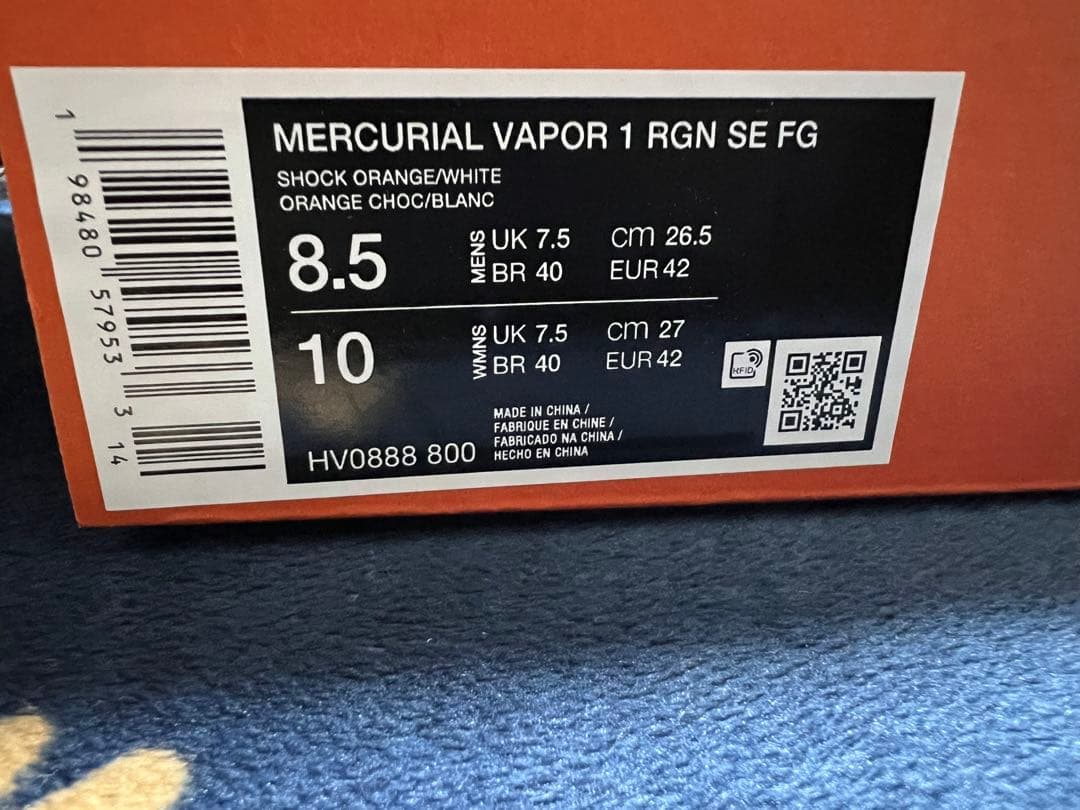 MERCURIAL VAPOR 1 RGN SE FG
SHOCK ORANGE/WHITE
ORANGE CHOC/BLANC
8.5 MENS UK 7.5 cm 26.5
BR 40 EUR 42
10 WMNS UK 7.5 cm 27
BR 40 EUR 42
RFID
MADE IN CHINA /
FABRIQUE EN CHINE /
FABRICADO NA CHINA /
HECHO EN CHINA
HV0888 800
1 98480 57953 3 14